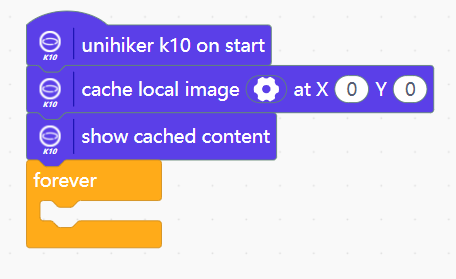 K10 unihiker k10 on start
K10 cache local image at X 0 Y 0
K10 show cached content
forever